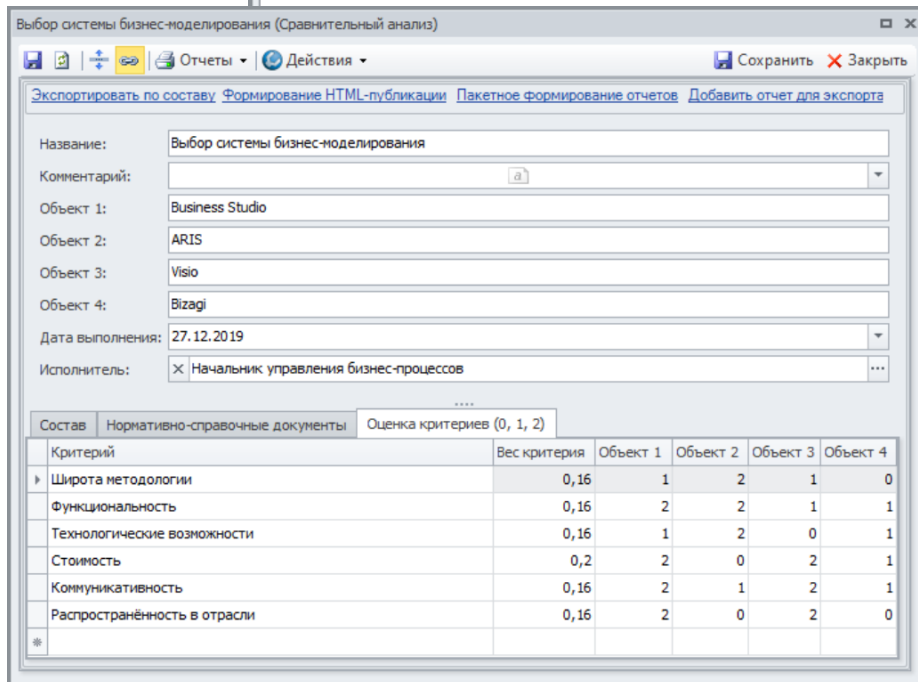 Выбор системы бизнес-моделирования (Сравнительный анализ)
Отчеты Действия Сохранить Закрыть
Экспортировать по составу Формирование HTML-публикации Пакетное формирование отчетов Добавить отчет для экспорта
Название: Выбор системы бизнес-моделирования
Комментарий: a
Объект 1: Business Studio
Объект 2: ARIS
Объект 3: Visio
Объект 4: Bizagi
Дата выполнения: 27.12.2019
Исполнитель: Начальник управления бизнес-процессов
Состав Нормативно-справочные документы Оценка критериев (0, 1, 2)
Критерий Вес критерия Объект 1 Объект 2 Объект 3 Объект 4
Широта методологии 0,16 1 2 1 0
Функциональность 0,16 2 2 1 1
Технологические возможности 0,16 1 2 0 1
Стоимость 0,2 2 0 2 1
Коммуникативность 0,16 2 1 2 1
Распространённость в отрасли 0,16 2 0 2 0